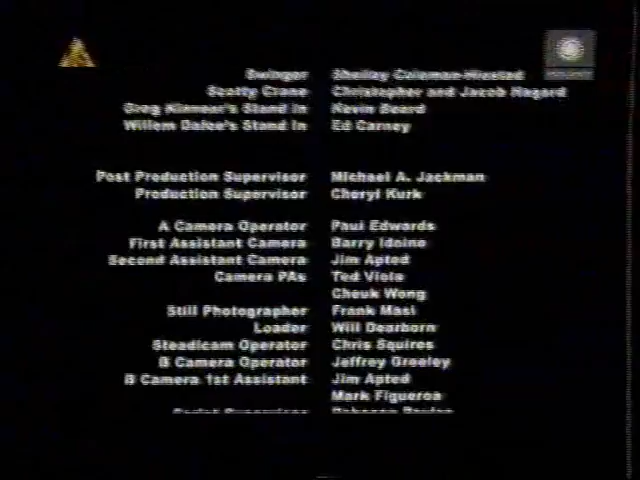 Swinger Shelley Coleman-Hiestad
Scotty Crane Christopher and Jacob Hagard
Greg Kinnear's Stand In Kevin Beard
Willem Dafoe's Stand In Ed Carney
Post Production Supervisor Michael A. Jackman
Production Supervisor Cheryl Kurk
A Camera Operator Paul Edwards
First Assistant Camera Barry Idoine
Second Assistant Camera Jim Apted
Camera PAs Ted Viola
Cheuk Wong
Still Photographer Frank Masi
Loader Will Dearborn
Steadicam Operator Chris Squires
B Camera Operator Jeffrey Greeley
B Camera 1st Assistant Jim Apted
Mark Figueroa
Script Supervisor